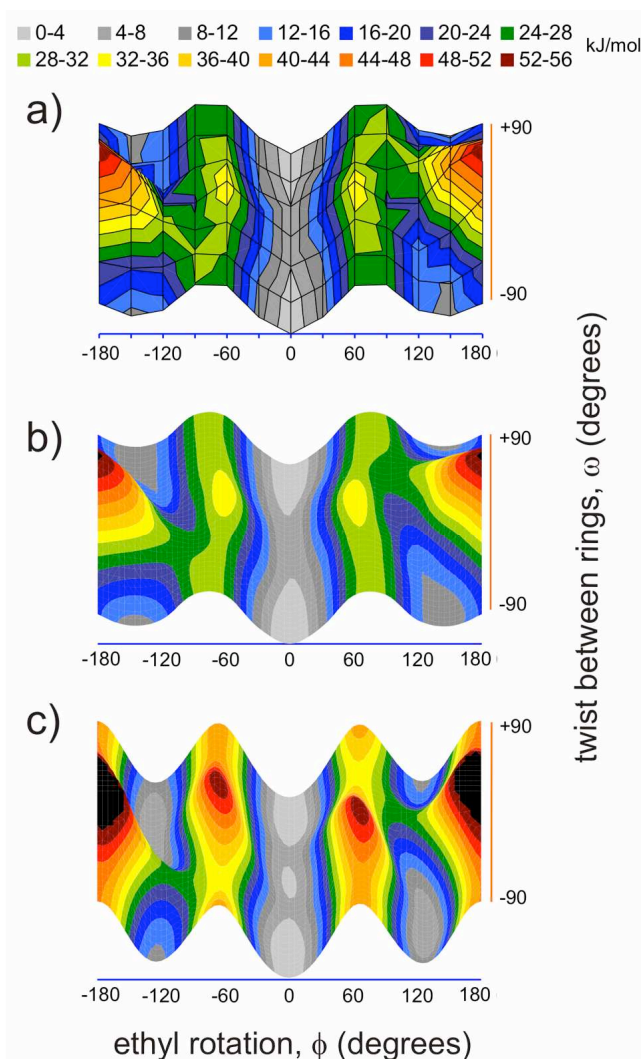 0-4 4-8 8-12 12-16 16-20 20-24 24-28 kJ/mol
28-32 32-36 36-40 40-44 44-48 48-52 52-56
a)
+90
-90
-180 -120 -60 0 60 120 180
b)
+90
-90
-180 -120 -60 0 60 120 180
c)
+90
-90
-180 -120 -60 0 60 120 180
ethyl rotation, ϕ (degrees)
twist between rings, ω (degrees)